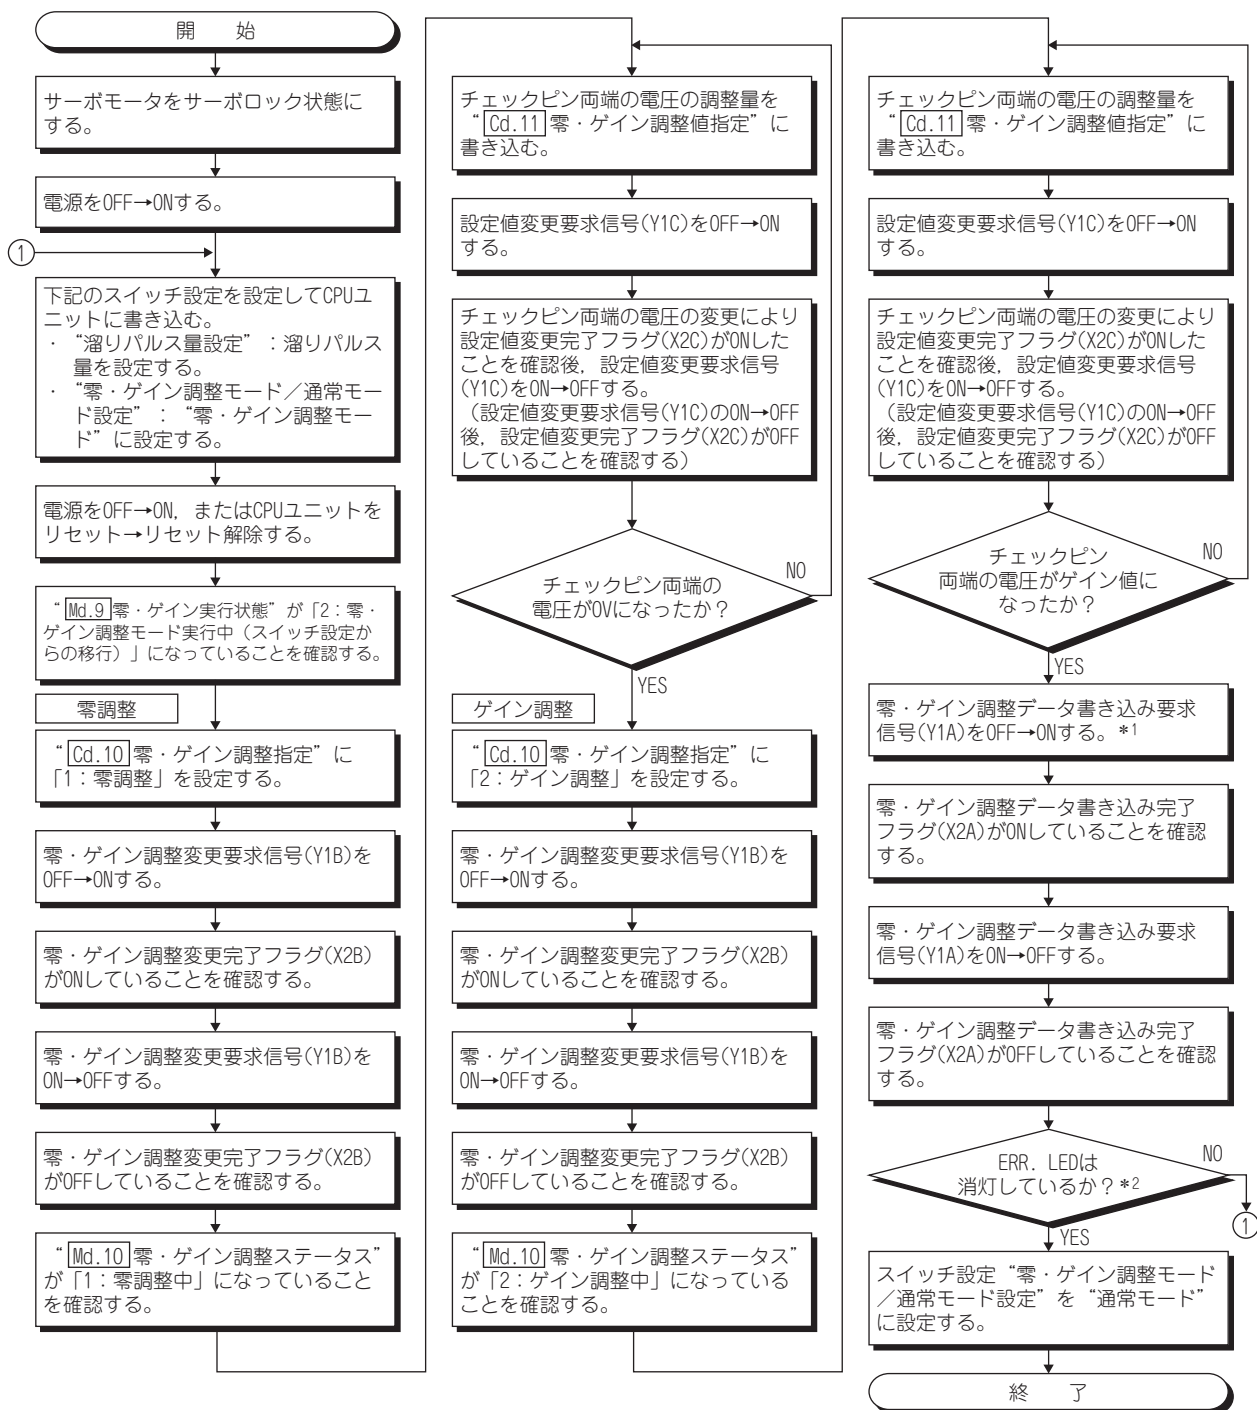 開　始
サーボモータをサーボロック状態に
する。
電源をOFF→ONする。
1
下記のスイッチ設定を設定してCPUユ
ニットに書き込む。
・“溜りパルス量設定”：溜りパルス
量を設定する。
・“零・ゲイン調整モード／通常モー
ド設定”：“零・ゲイン調整モー
ド”に設定する。
電源をOFF→ON，またはCPUユニットを
リセット→リセット解除する。
“Md.9 零・ゲイン実行状態”が「2：零・
ゲイン調整モード実行中（スイッチ設定か
らの移行）」になっていることを確認する。
零調整
“Cd.10 零・ゲイン調整指定”に
「1：零調整」を設定する。
零・ゲイン調整変更要求信号(Y1B)を
OFF→ONする。
零・ゲイン調整変更完了フラグ(X2B)
がONしていることを確認する。
零・ゲイン調整変更要求信号(Y1B)を
ON→OFFする。
零・ゲイン調整変更完了フラグ(X2B)
がOFFしていることを確認する。
“Md.10 零・ゲイン調整ステータス”
が「1：零調整中」になっていること
を確認する。
チェックピン両端の電圧の調整量を
“Cd.11 零・ゲイン調整値指定”に
書き込む。
設定値変更要求信号(Y1C)をOFF→ON
する。
チェックピン両端の電圧の変更により
設定値変更完了フラグ(X2C)がONした
ことを確認後，設定値変更要求信号
(Y1C)をON→OFFする。
（設定値変更要求信号(Y1C)のON→OFF
後，設定値変更完了フラグ(X2C)がOFF
していることを確認する）
チェックピン両端の
電圧が0Vになったか？
NO
YES
ゲイン調整
“Cd.10 零・ゲイン調整指定”に
「2：ゲイン調整」を設定する。
零・ゲイン調整変更要求信号(Y1B)を
OFF→ONする。
零・ゲイン調整変更完了フラグ(X2B)
がONしていることを確認する。
零・ゲイン調整変更要求信号(Y1B)を
ON→OFFする。
零・ゲイン調整変更完了フラグ(X2B)
がOFFしていることを確認する。
“Md.10 零・ゲイン調整ステータス”
が「2：ゲイン調整中」になっている
ことを確認する。
チェックピン両端の電圧の調整量を
“Cd.11 零・ゲイン調整値指定”に
書き込む。
設定値変更要求信号(Y1C)をOFF→ON
する。
チェックピン両端の電圧の変更により
設定値変更完了フラグ(X2C)がONした
ことを確認後，設定値変更要求信号
(Y1C)をON→OFFする。
（設定値変更要求信号(Y1C)のON→OFF
後，設定値変更完了フラグ(X2C)がOFF
していることを確認する）
チェックピン
両端の電圧がゲイン値に
なったか？
NO
YES
零・ゲイン調整データ書き込み要求
信号(Y1A)をOFF→ONする。*1
零・ゲイン調整データ書き込み完了
フラグ(X2A)がONしていることを確認
する。
零・ゲイン調整データ書き込み要求
信号(Y1A)をON→OFFする。
零・ゲイン調整データ書き込み完了
フラグ(X2A)がOFFしていることを確認
する。
ERR. LEDは
消灯しているか？*2
NO
1
YES
スイッチ設定“零・ゲイン調整モード
／通常モード設定”を“通常モード”
に設定する。
終　了